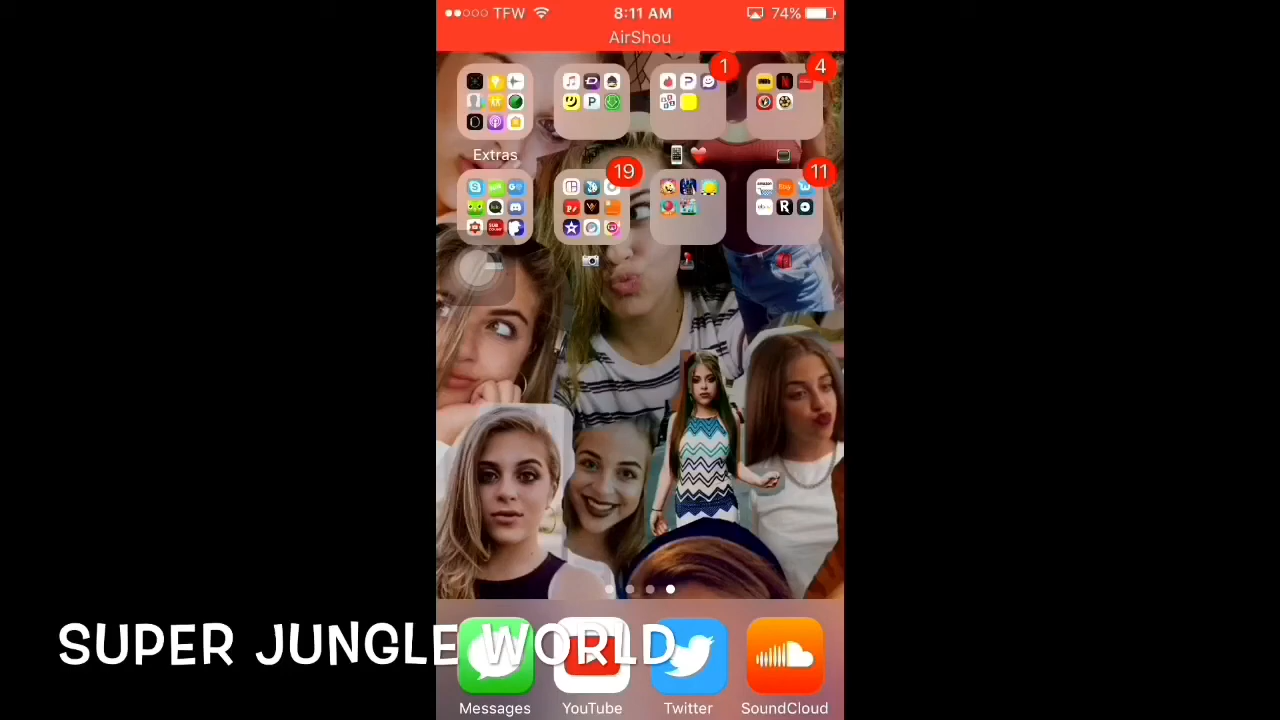 TFW 8:11 AM 74%
AirShou
1 4
Extras
19 11
SUPER JUNGLE WORLD
Messages YouTube Twitter SoundCloud